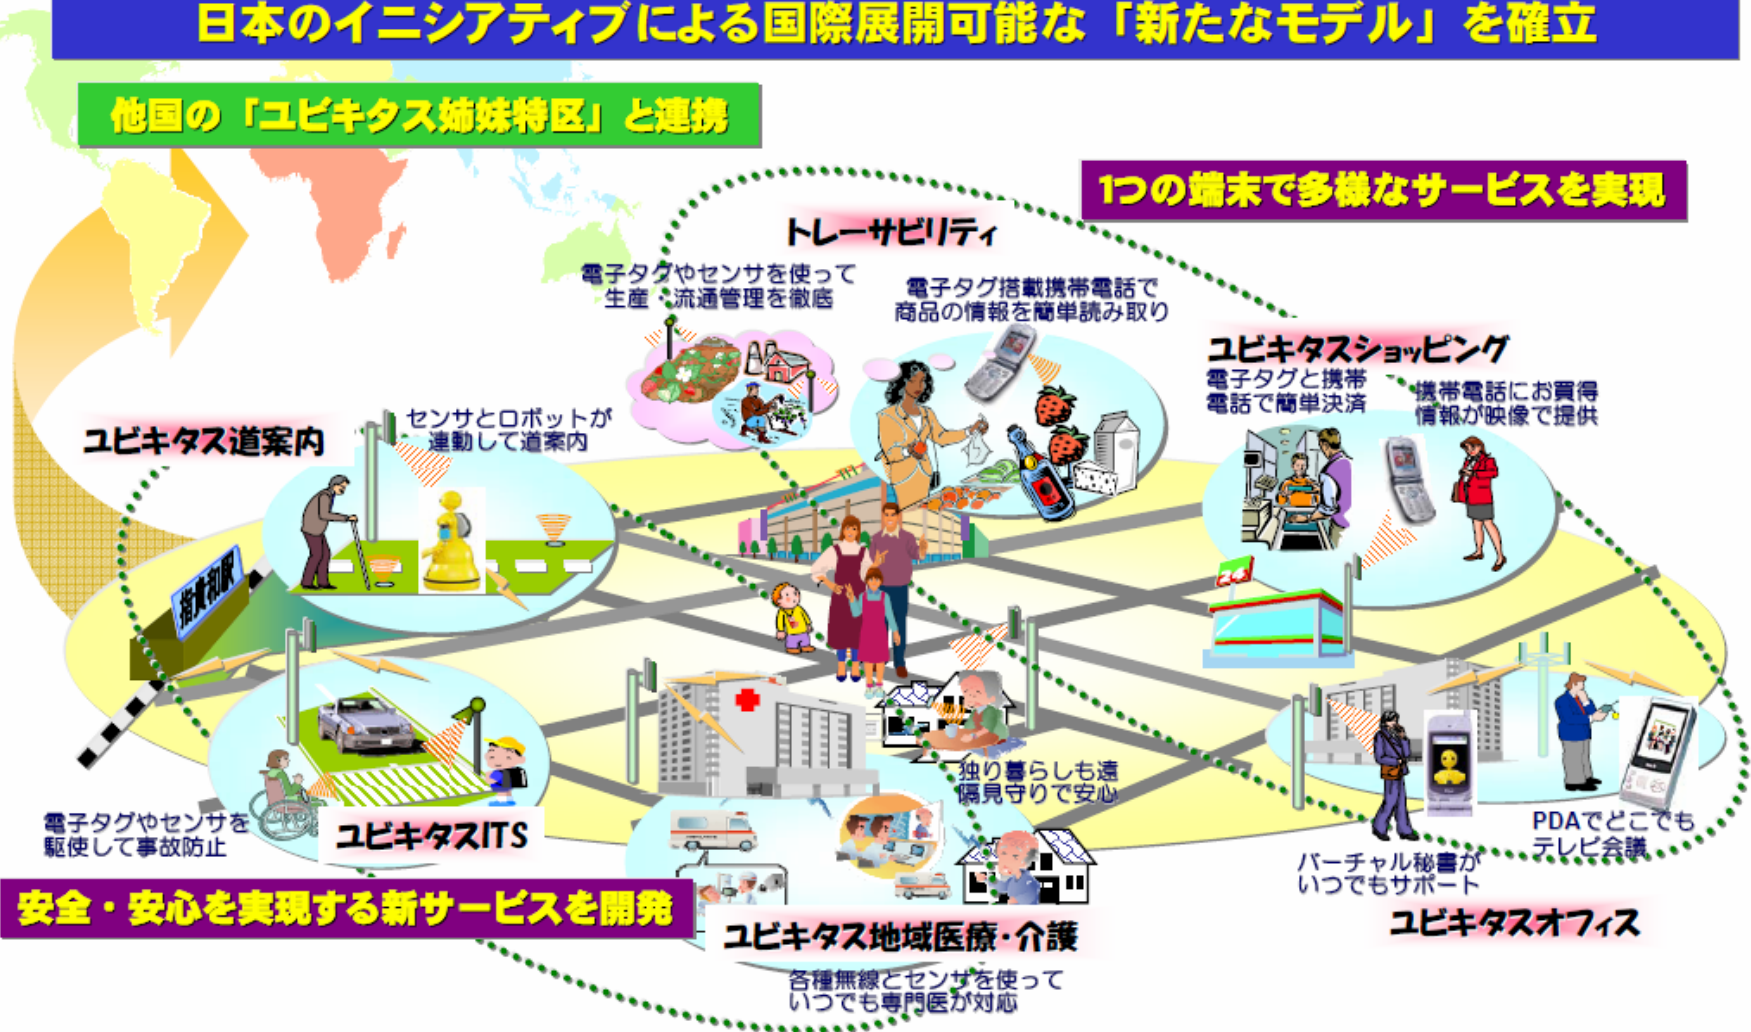 日本のイニシアティブによる国際展開可能な「新たなモデル」を確立
他国の「ユビキタス姉妹特区」と連携
1つの端末で多様なサービスを実現
トレーサビリティ
電子タグやセンサを使って
生産・流通管理を徹底
電子タグ搭載携帯電話で
商品の情報を簡単読み取り
ユビキタスショッピング
電子タグと携帯
電話で簡単決済
携帯電話にお買得
情報が映像で提供
ユビキタス道案内
センサとロボットが
連動して道案内
指貴和駅
24
独り暮らしも遠
隔見守りで安心
電子タグやセンサを
駆使して事故防止
ユビキタスITS
PDAでどこでも
テレビ会議
バーチャル秘書が
いつでもサポート
ユビキタスオフィス
安全・安心を実現する新サービスを開発
ユビキタス地域医療・介護
各種無線とセンサを使って
いつでも専門医が対応